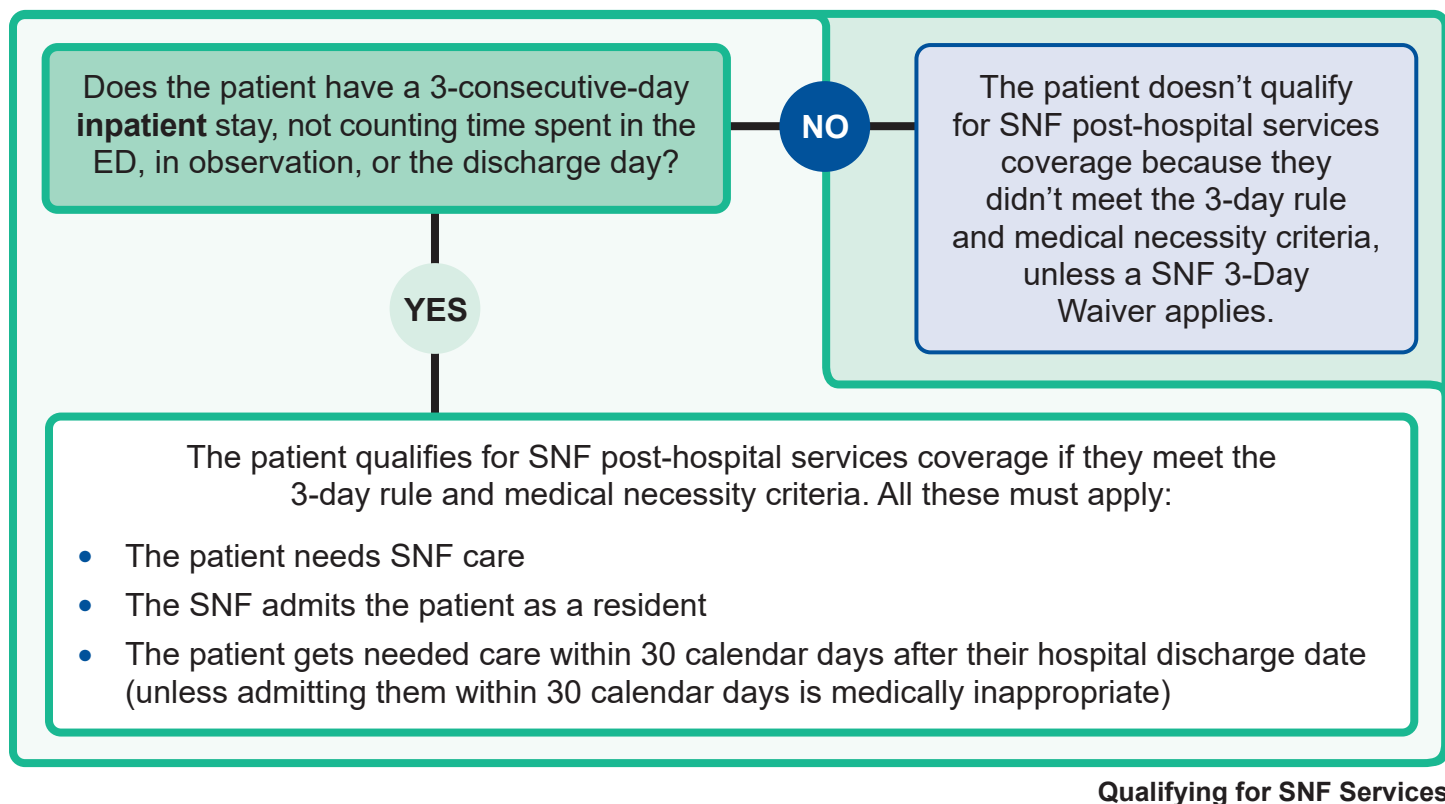 Does the patient have a 3-consecutive-day
inpatient stay, not counting time spent in the
ED, in observation, or the discharge day?
NO
The patient doesn’t qualify
for SNF post-hospital services
coverage because they
didn’t meet the 3-day rule
and medical necessity criteria,
unless a SNF 3-Day
Waiver applies.
YES
The patient qualifies for SNF post-hospital services coverage if they meet the
3-day rule and medical necessity criteria. All these must apply:
• The patient needs SNF care
• The SNF admits the patient as a resident
• The patient gets needed care within 30 calendar days after their hospital discharge date
(unless admitting them within 30 calendar days is medically inappropriate)
Qualifying for SNF Services